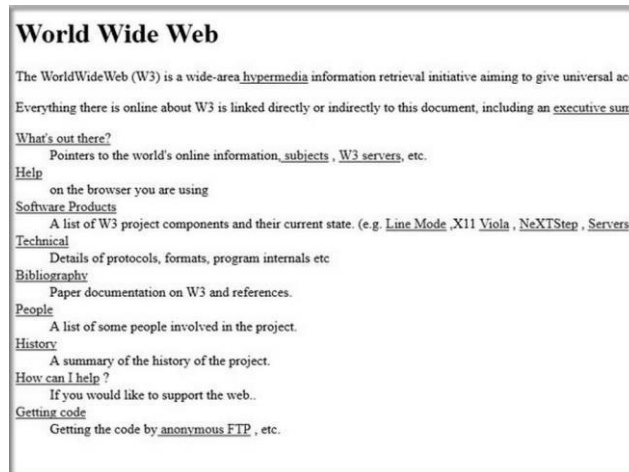 World Wide Web
The WorldWideWeb (W3) is a wide-area hypermedia information retrieval initiative aiming to give universal
Everything there is online about W3 is linked directly or indirectly to this document, including an executive
What's out there?
Pointers to the world's online information, subjects , W3 servers, etc.
Help
on the browser you are using
Software Products
A list of W3 project components and their current state. (e.g. Line Mode ,X11 Viola , NeXTStep , Servers
Technical
Details of protocols, formats, program internals etc
Bibliography
Paper documentation on W3 and references.
People
A list of some people involved in the project.
History
A summary of the history of the project.
How can I help ?
If you would like to support the web..
Getting code
Getting the code by anonymous FTP , etc.